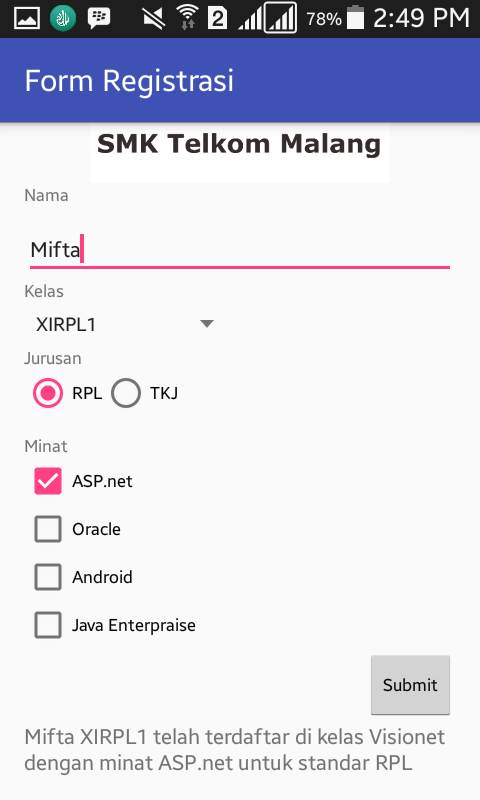 2 78% 2:49 PM
Form Registrasi
SMK Telkom Malang
Nama
Mifta
Kelas
XIRPL1
Jurusan
RPL TKJ
Minat
ASP.net
Oracle
Android
Java Enterpraise
Submit
Mifta XIRPL1 telah terdaftar di kelas Visionet
dengan minat ASP.net untuk standar RPL